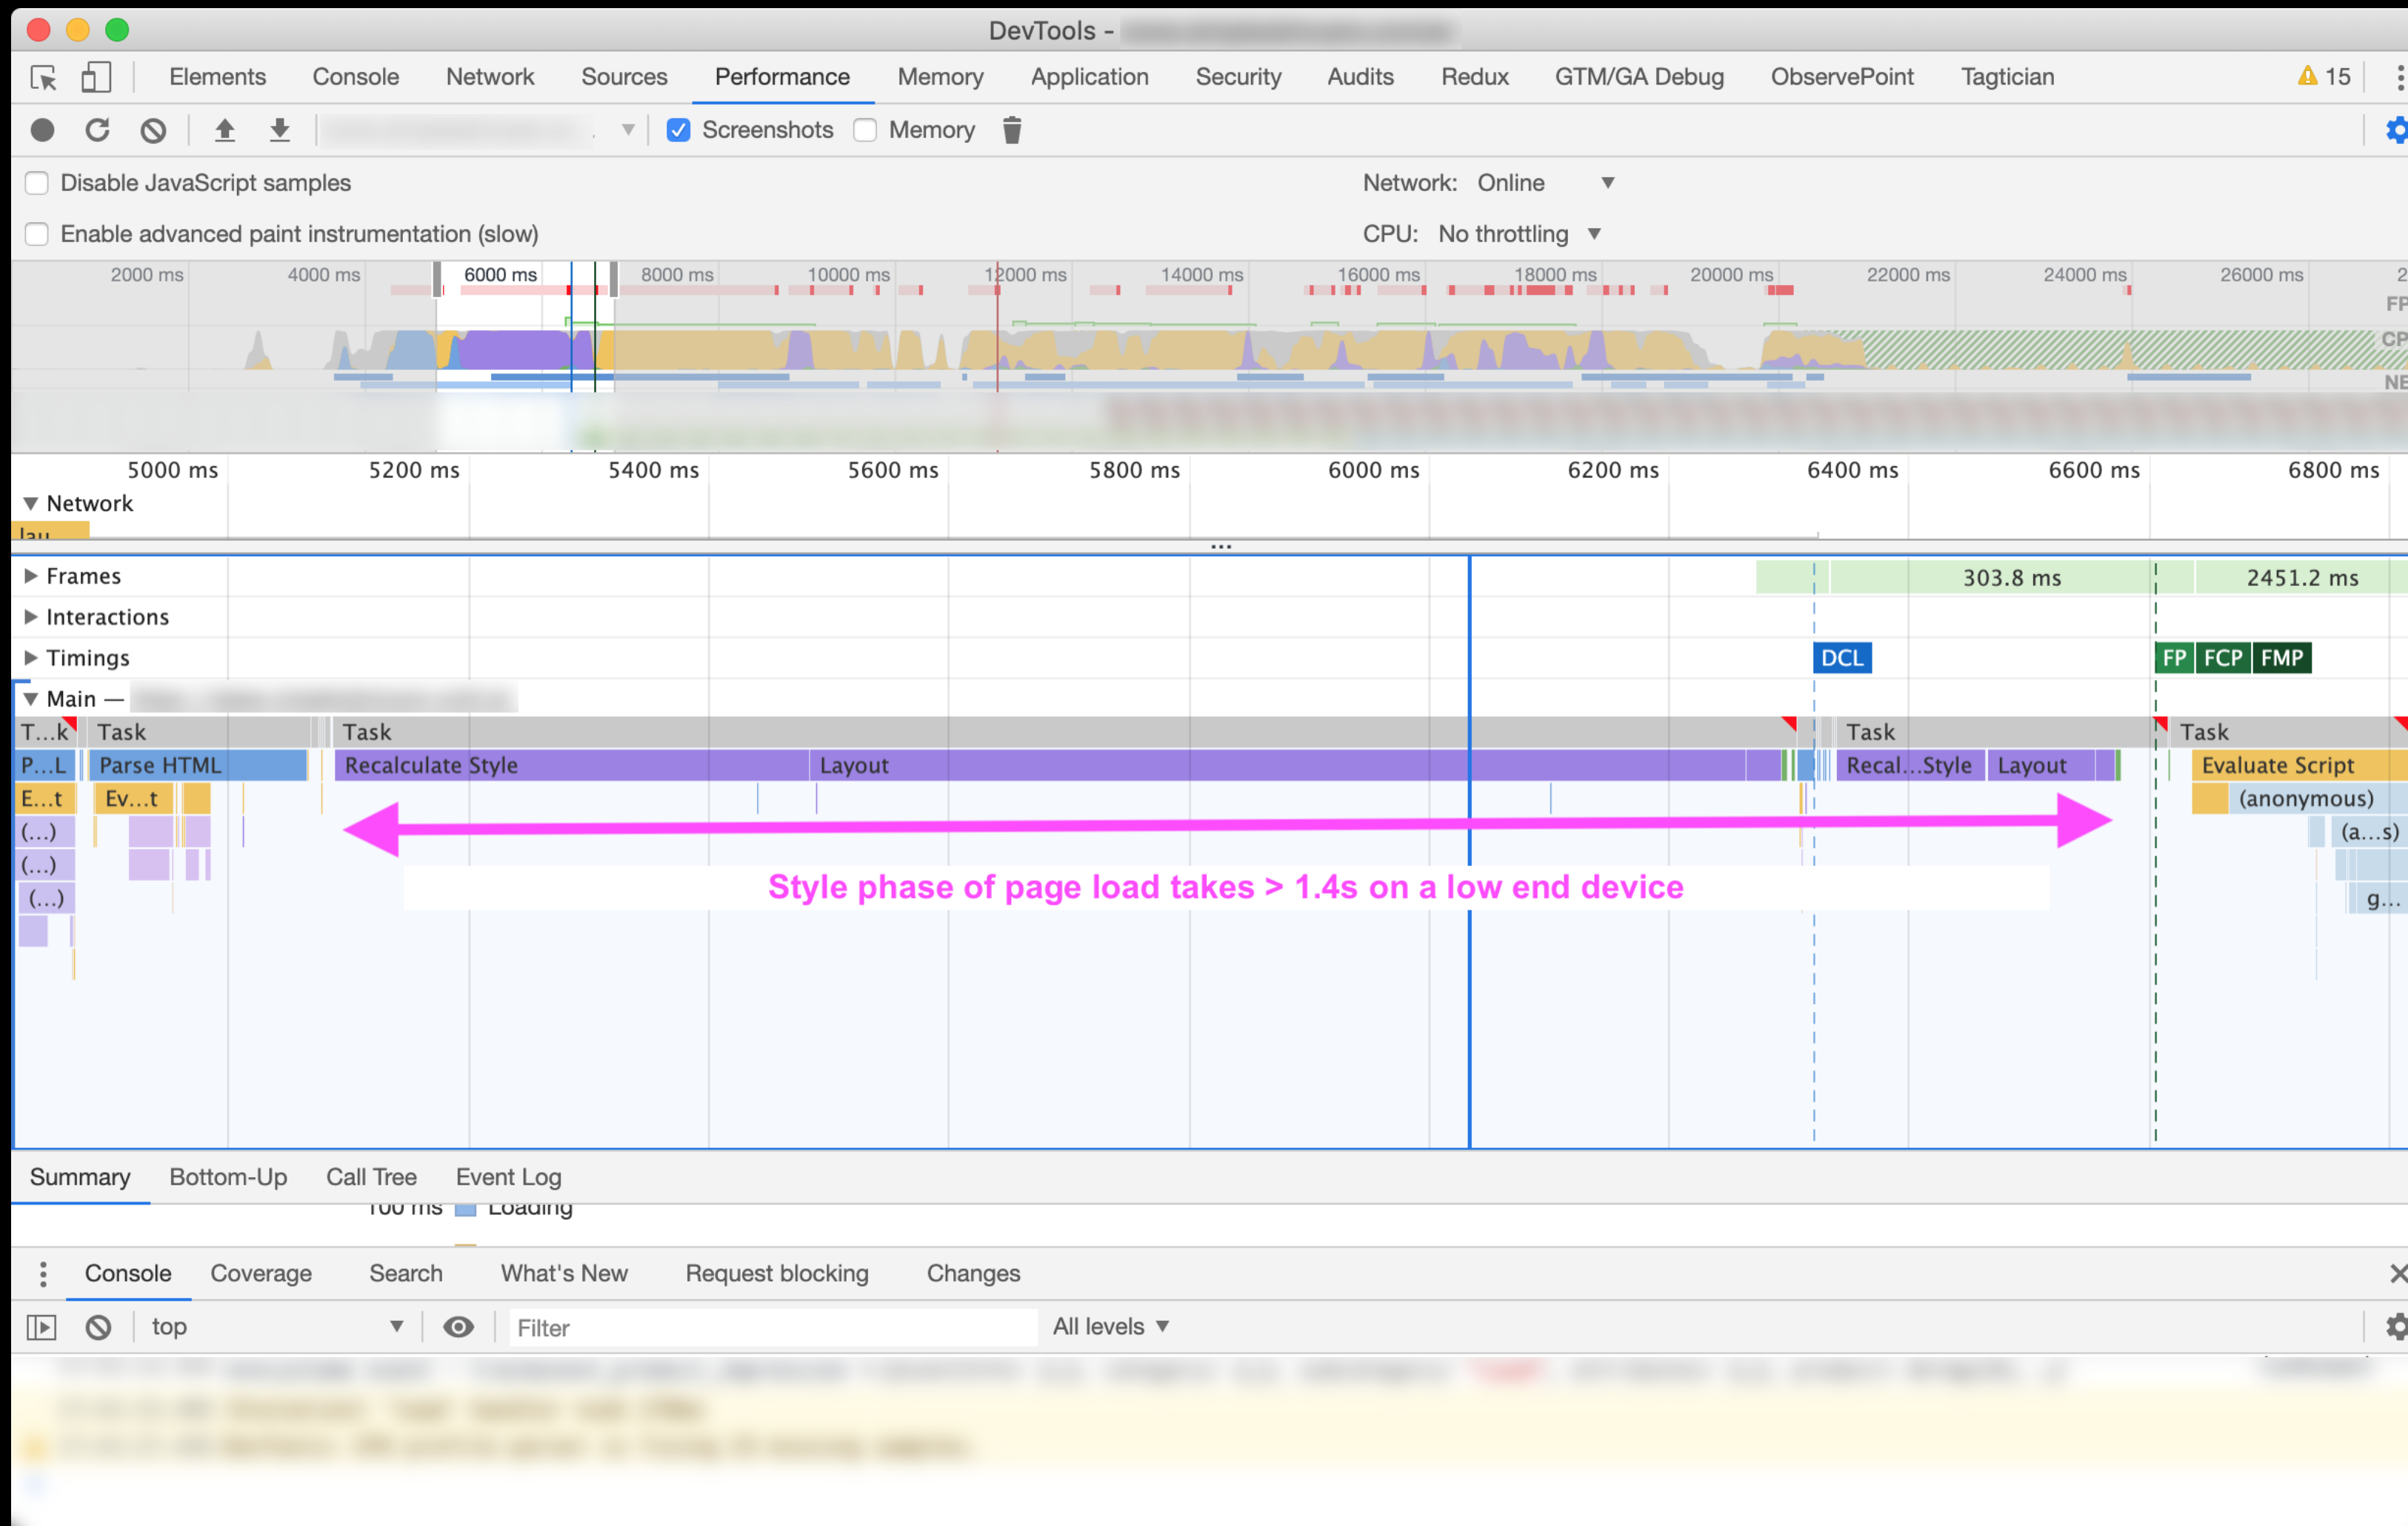 DevTools -
Elements Console Network Sources Performance Memory Application Security Audits Redux GTM/GA Debug ObservePoint Tagtician 15
Screenshots Memory
Disable JavaScript samples Network: Online
Enable advanced paint instrumentation (slow) CPU: No throttling
2000 ms 4000 ms 6000 ms 8000 ms 10000 ms 12000 ms 14000 ms 16000 ms 18000 ms 20000 ms 22000 ms 24000 ms 26000 ms 2
FP
CP
NE
5000 ms 5200 ms 5400 ms 5600 ms 5800 ms 6000 ms 6200 ms 6400 ms 6600 ms 6800 ms
Network
lau
...
Frames 303.8 ms 2451.2 ms
Interactions
Timings DCL FP FCP FMP
Main —
T...k Task Task Task Task
P...L Parse HTML Recalculate Style Layout Recal...Style Layout Evaluate Script
E...t Ev...t (anonymous)
(...) (a...s)
(...)
Style phase of page load takes > 1.4s on a low end device
(...) g...
Summary Bottom-Up Call Tree Event Log
100 ms Loading
Console Coverage Search What's New Request blocking Changes
top Filter All levels